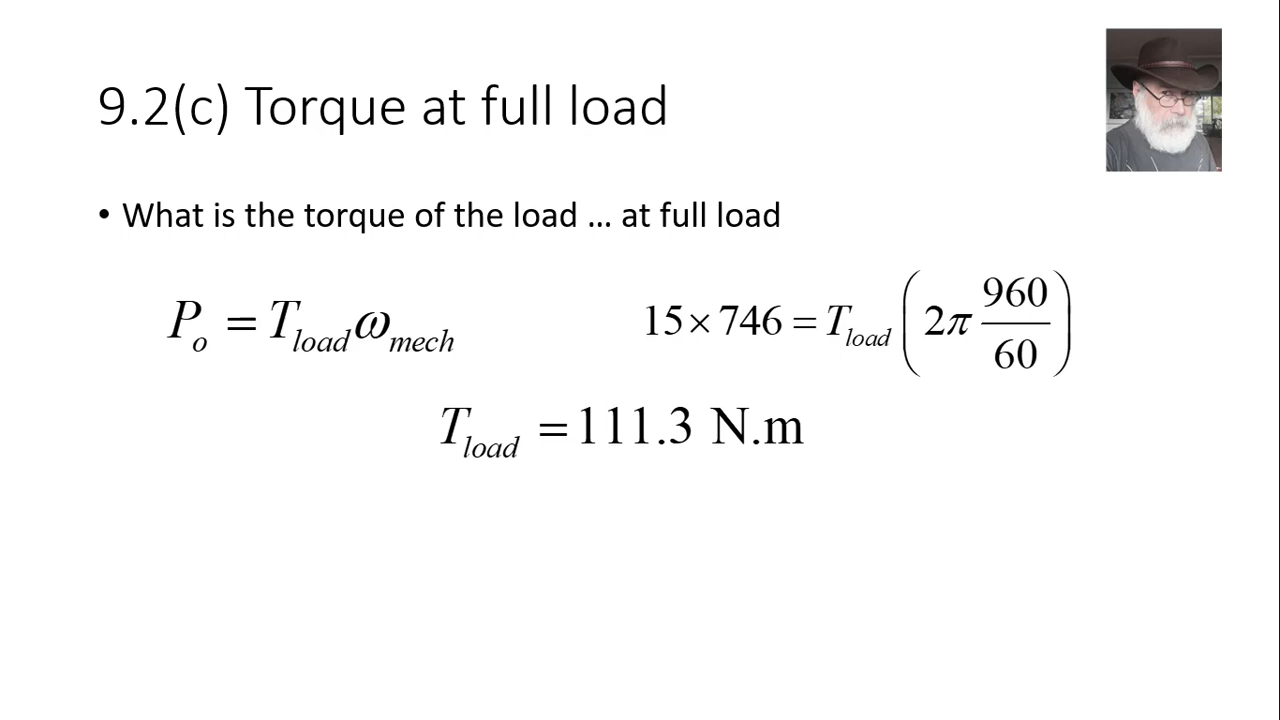 9.2(c) Torque at full load
• What is the torque of the load ... at full load
P_o = T_load ω_mech
15 × 746 = T_load (2π 960/60)
T_load = 111.3 N.m